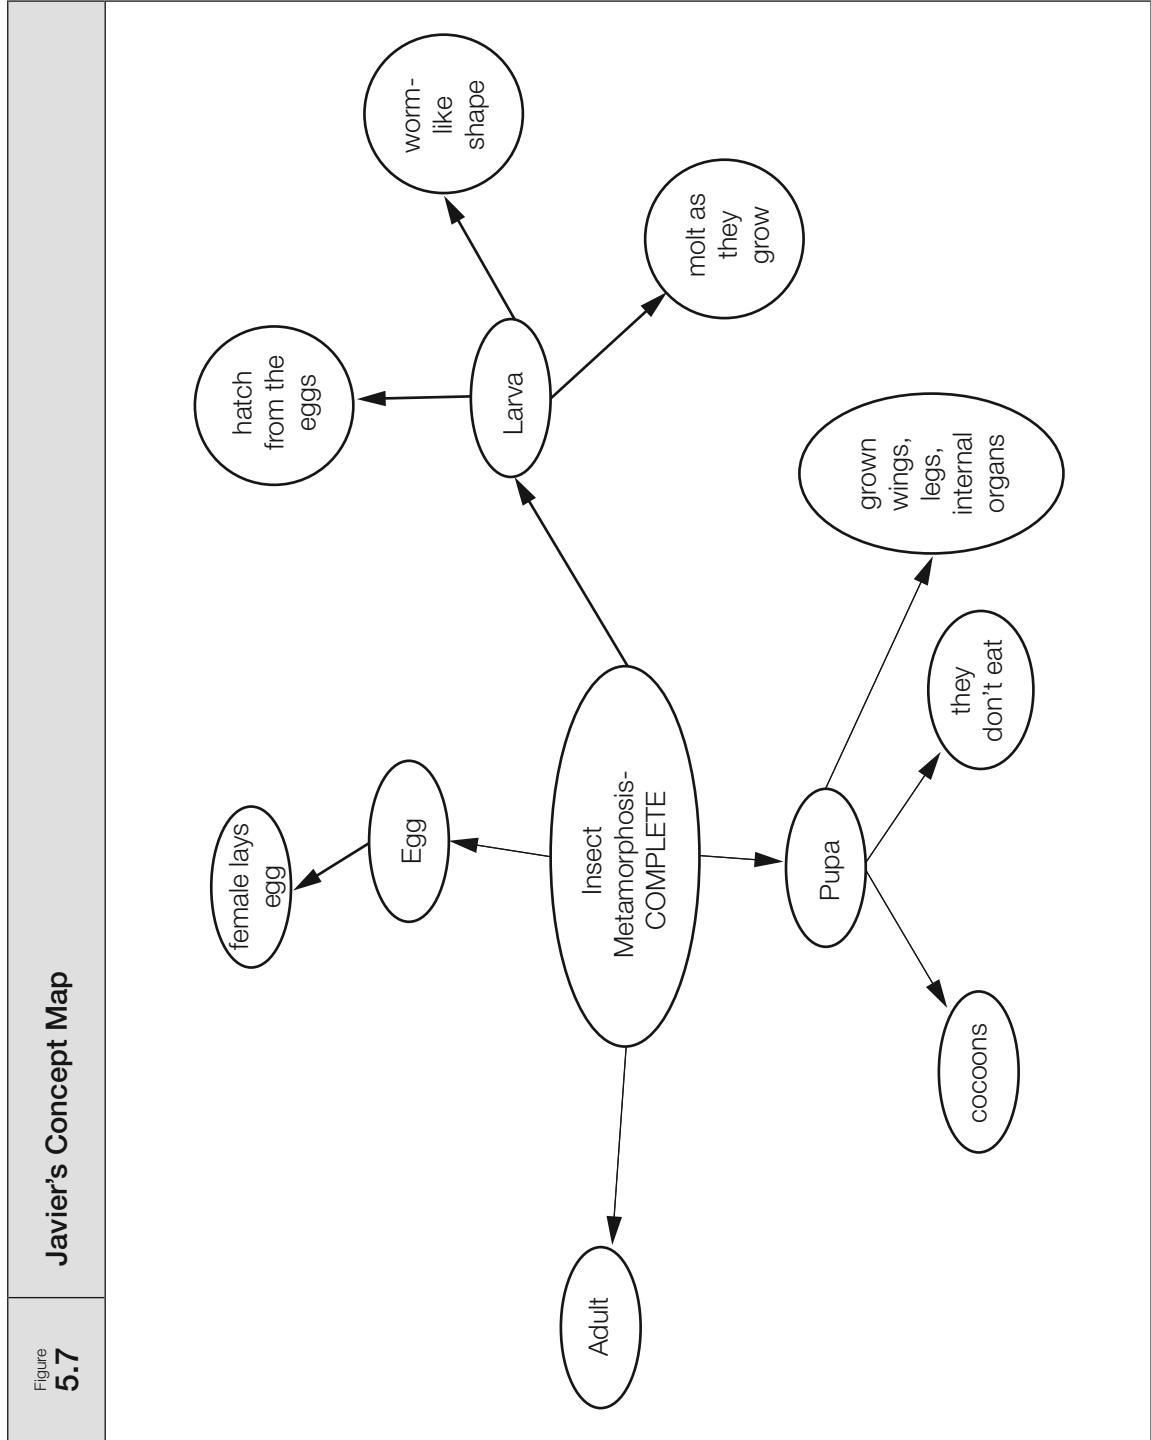 Figure
5.7
Javier's Concept Map
female lays
egg
Egg
hatch
from the
eggs
worm-
like
shape
Larva
molt as
they
grow
Insect
Metamorphosis-
COMPLETE
Adult
Pupa
cocoons
they
don't eat
grown
wings,
legs,
internal
organs